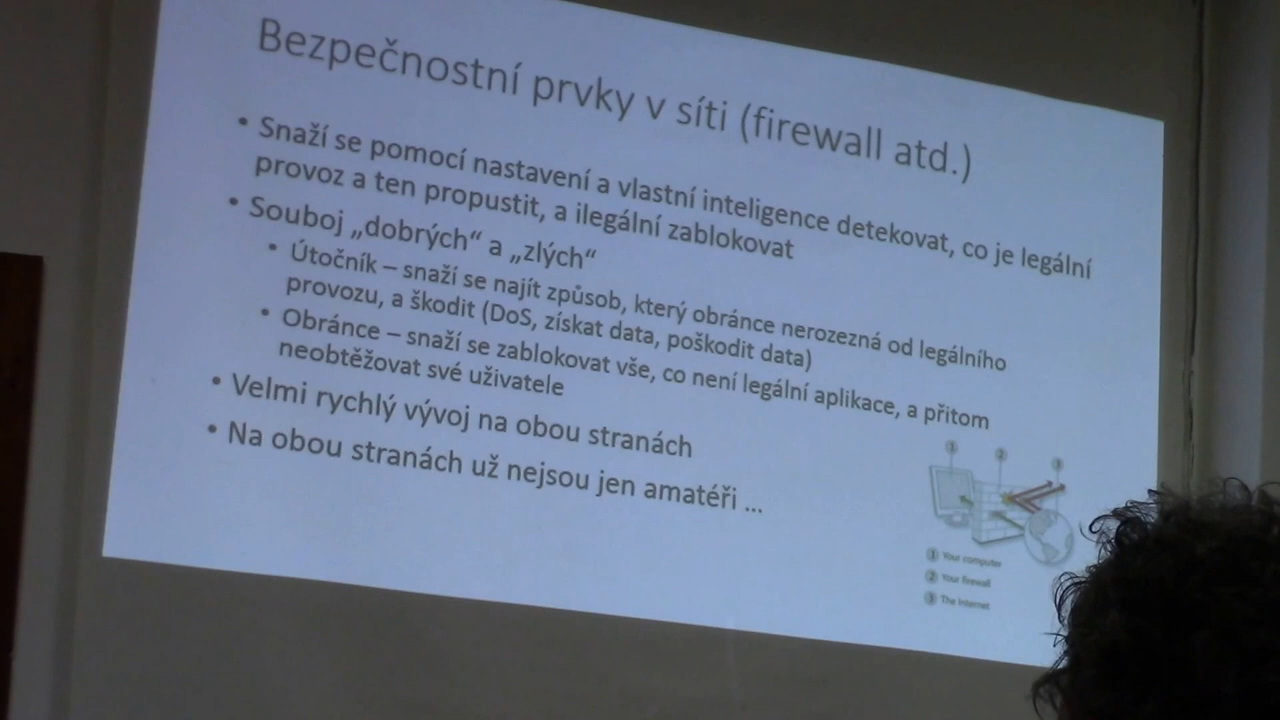 Bezpečnostní prvky v síti (firewall atd.)
• Snaží se pomocí nastavení a vlastní inteligence detekovat, co je legální
provoz a ten propustit, a ilegální zablokovat
• Souboj „dobrých“ a „zlých“
• Útočník – snaží se najít způsob, který obránce nerozezná od legálního
provozu, a škodit (DoS, získat data, poškodit data)
• Obránce – snaží se zablokovat vše, co není legální aplikace, a přitom
neobtěžovat své uživatele
• Velmi rychlý vývoj na obou stranách
• Na obou stranách už nejsou jen amatéři ...
1 2 3
1 Your computer
2 Your firewall
3 The Internet